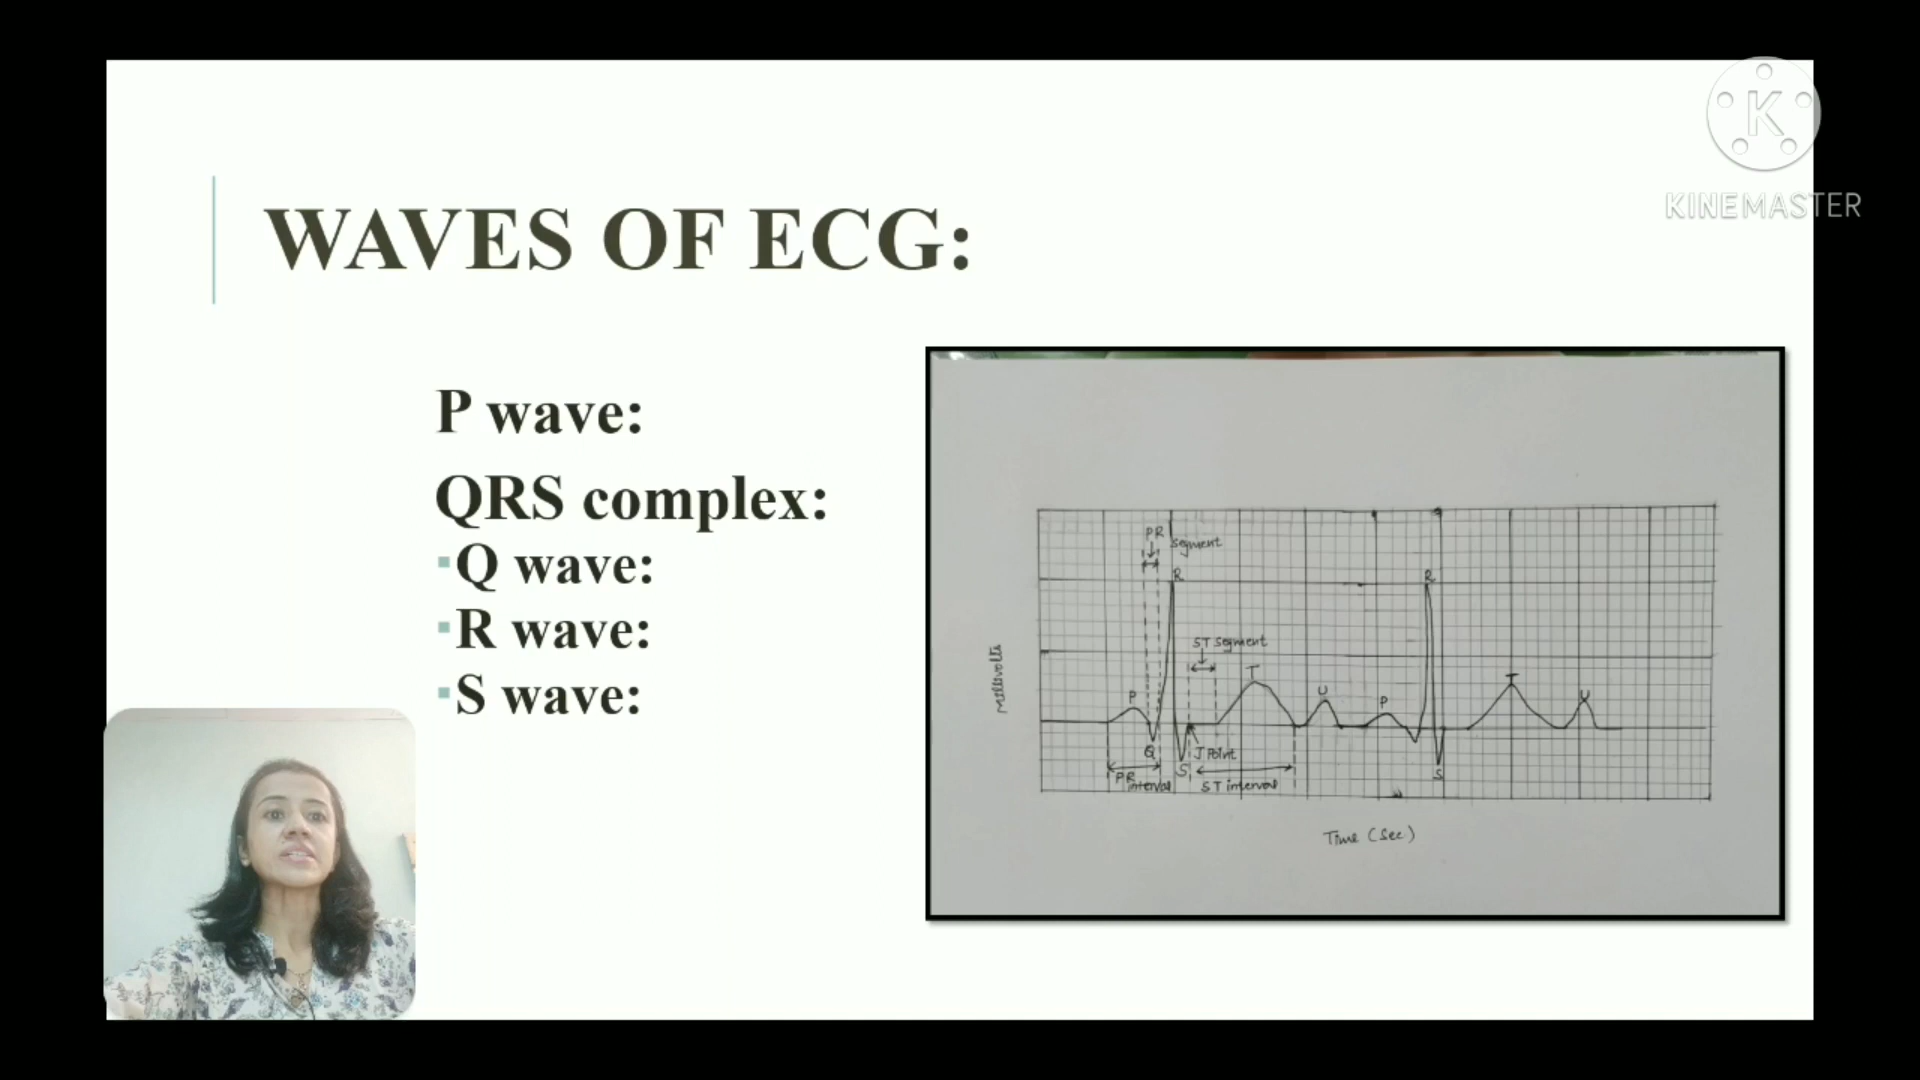 K
KINEMASTER
WAVES OF ECG:
P wave:
QRS complex:
▪Q wave:
▪R wave:
▪S wave:
PR
segment
R
R
ST segment
T
T
P
U
P
U
Millivolts
Q
J Point
S
S
PR
interval
ST interval
Time (Sec)